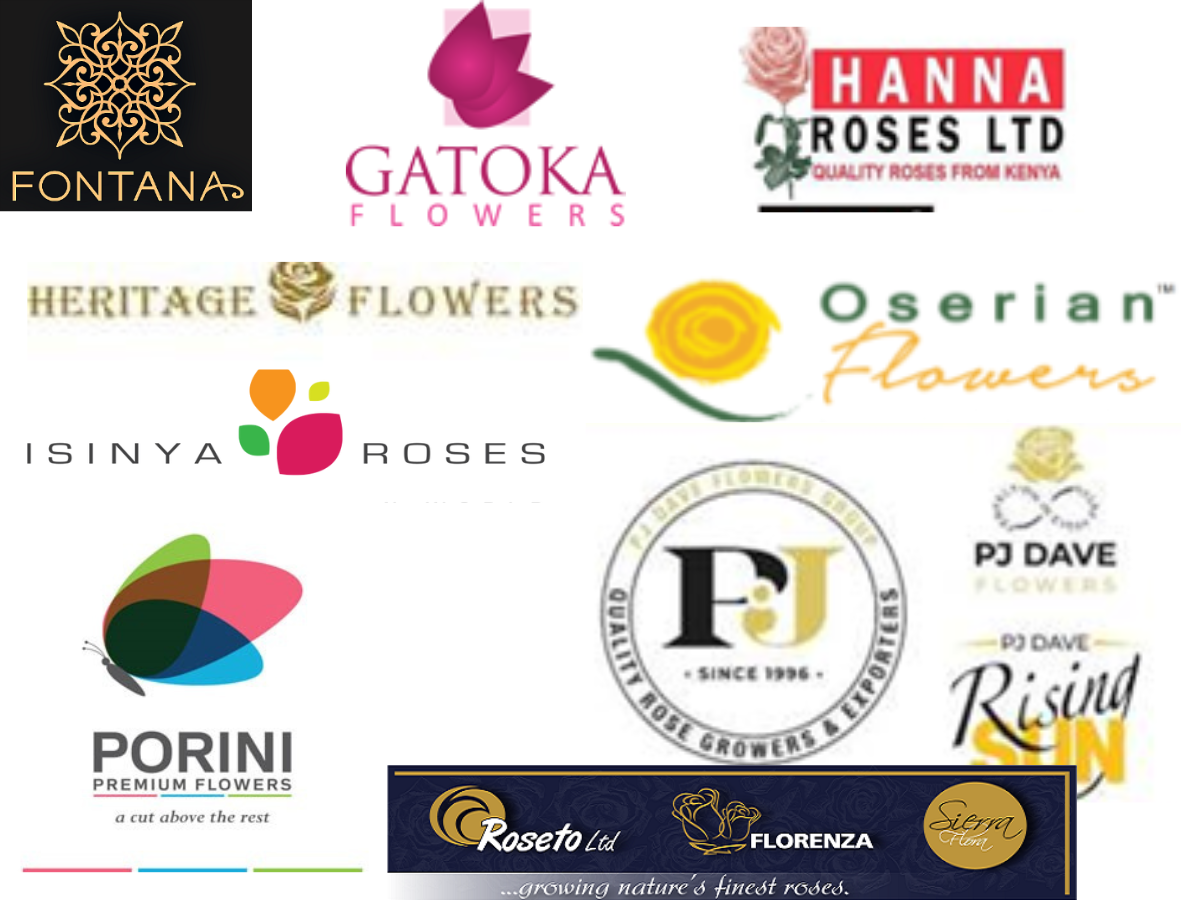 FONTANA
GATOKA
FLOWERS
HANNA
ROSES LTD
QUALITY ROSES FROM KENYA
HERITAGE FLOWERS
Oserian™
Flowers
ISINYA ROSES
PJ DAVE FLOWERS GROUP
PJ
- SINCE 1996 -
QUALITY ROSE GROWERS & EXPORTERS
PJ DAVE
FLOWERS
PJ DAVE
Rising
SUN
PORINI
PREMIUM FLOWERS
a cut above the rest
Roseto Ltd
FLORENZA
Sierra
Flora
...growing nature's finest roses.